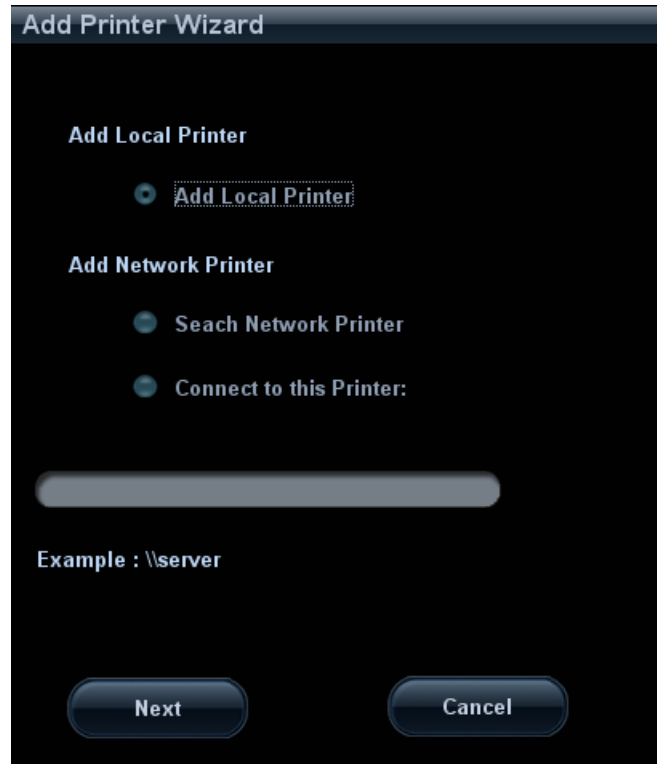 Add Printer Wizard
Add Local Printer
Add Local Printer
Add Network Printer
Seach Network Printer
Connect to this Printer:
Example : \\server
Next Cancel